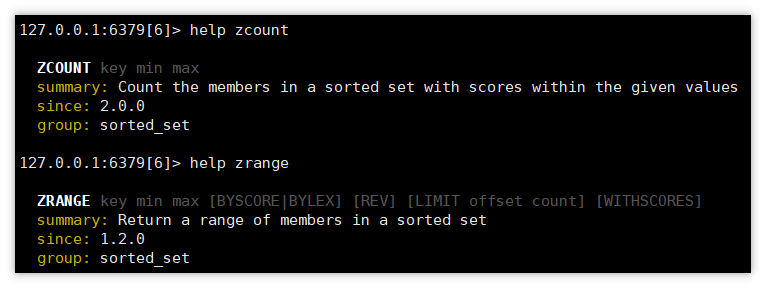 127.0.0.1:6379[6]> help zcount
ZCOUNT key min max
summary: Count the members in a sorted set with scores within the given values
since: 2.0.0
group: sorted_set
127.0.0.1:6379[6]> help zrange
ZRANGE key min max [BYSCORE|BYLEX] [REV] [LIMIT offset count] [WITHSCORES]
summary: Return a range of members in a sorted set
since: 1.2.0
group: sorted_set